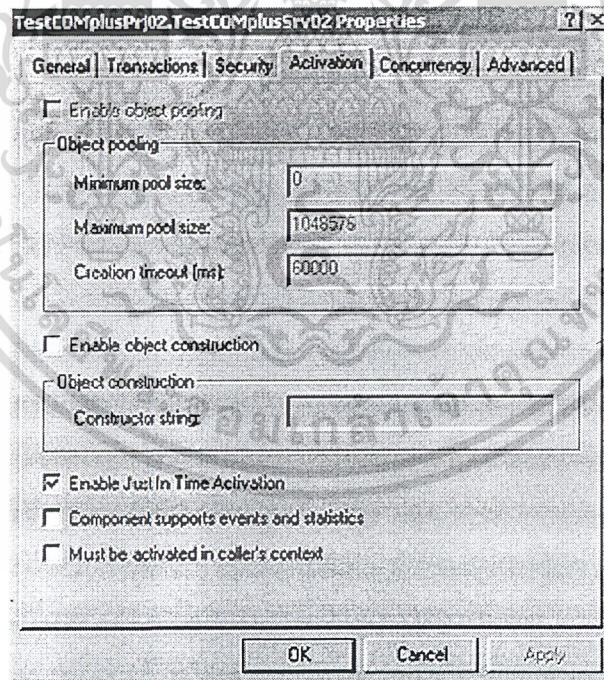 TestCOMplusPrj02.TestCOMplusSrv02 Properties
General Transactions Security Activation Concurrency Advanced
Enable object pooling
Object pooling
Minimum pool size: 0
Maximum pool size: 1048576
Creation timeout (ms): 60000
Enable object construction
Object construction
Constructor string:
Enable Just In Time Activation
Component supports events and statistics
Must be activated in caller's context
OK Cancel Apply